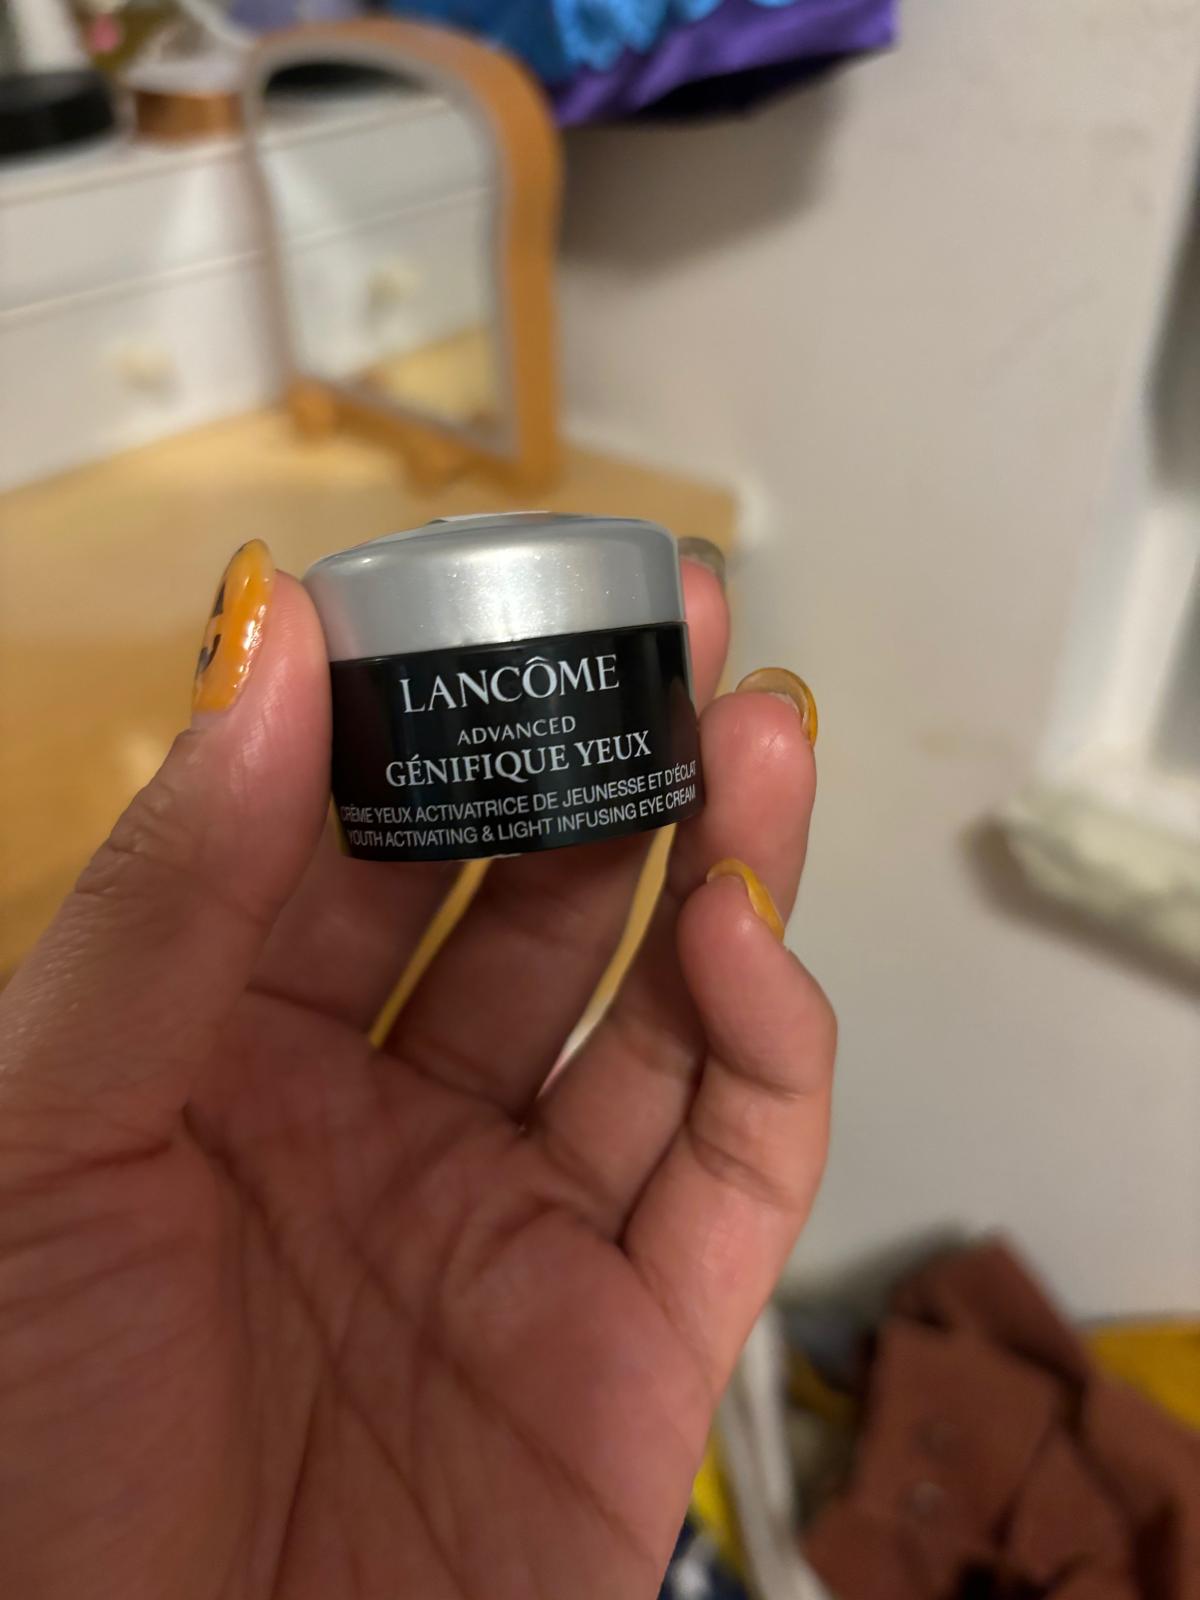 LANCÔME
ADVANCED
GÉNIFIQUE YEUX
CRÈME YEUX ACTIVATRICE DE JEUNESSE ET D'ÉCLAT
YOUTH ACTIVATING & LIGHT INFUSING EYE CREAM